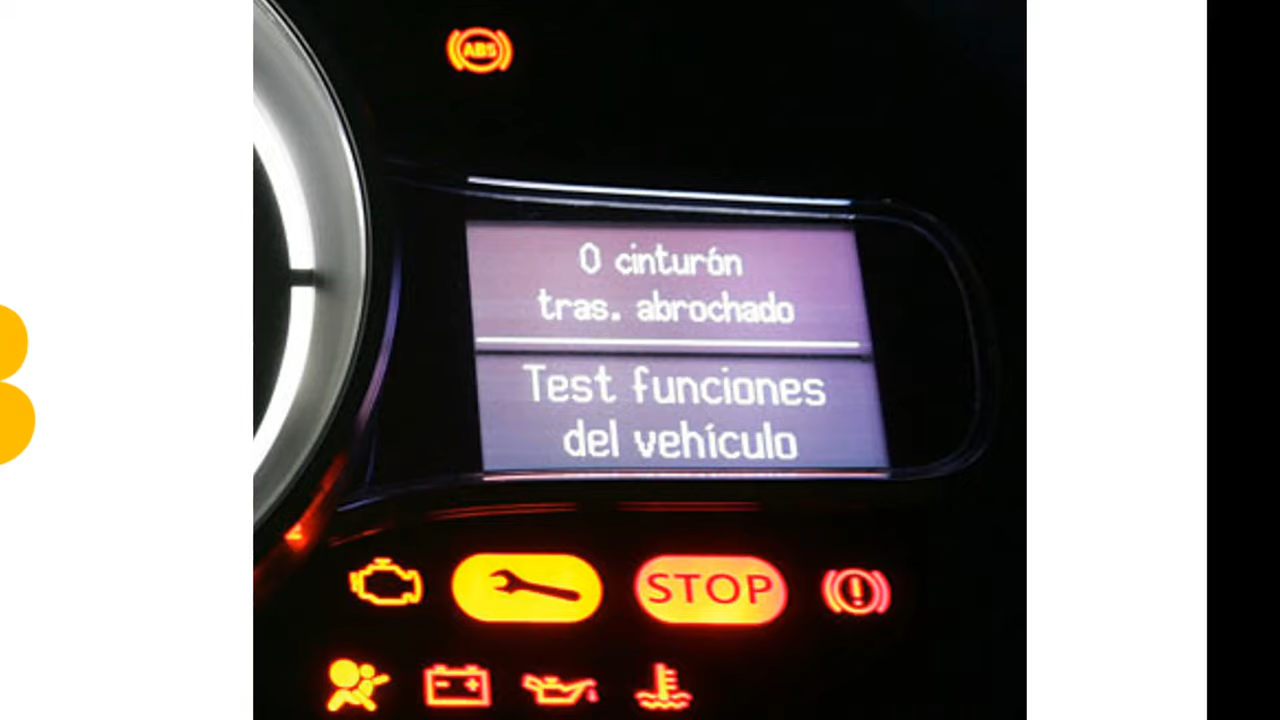 ABS
0 cinturón
tras. abrochado
Test funciones
del vehículo
STOP